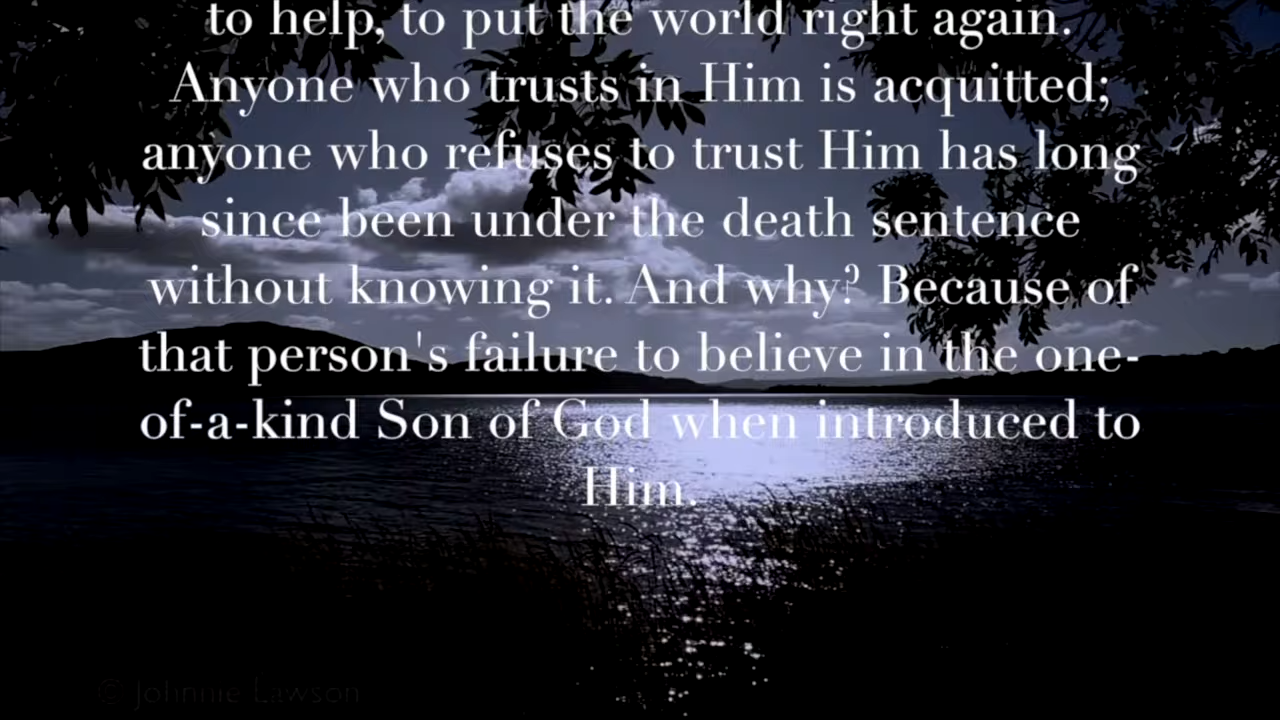 to help, to put the world right again.
Anyone who trusts in Him is acquitted;
anyone who refuses to trust Him has long
since been under the death sentence
without knowing it. And why? Because of
that person's failure to believe in the one-
of-a-kind Son of God when introduced to
Him.
© Johnnie Lawson